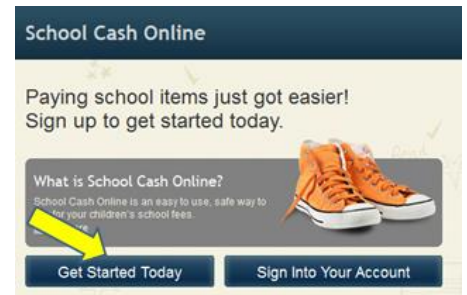 School Cash Online
Paying school items just got easier!
Sign up to get started today.
What is School Cash Online?
School Cash Online is an easy to use, safe way to
for your children's school fees.
Get Started Today
Sign Into Your Account